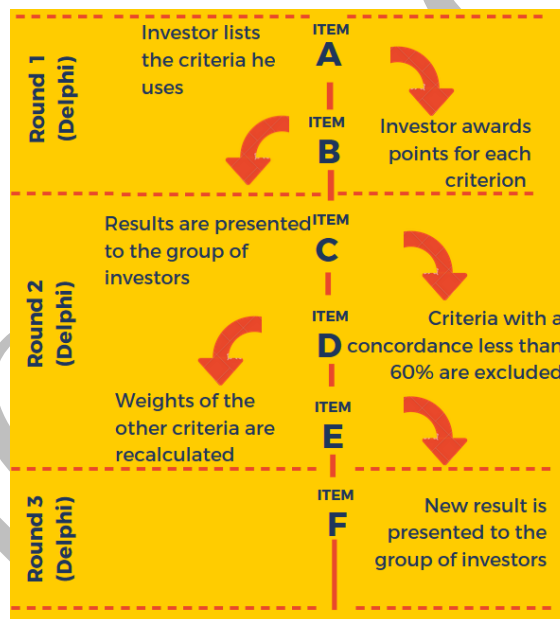 Round 1
(Delphi)
Investor lists
the criteria he
uses
ITEM
A
ITEM
B
Investor awards
points for each
criterion
Round 2
(Delphi)
Results are presented
to the group of
investors
ITEM
C
ITEM
D
Criteria with a
concordance less than
60% are excluded
Weights of the
other criteria are
recalculated
ITEM
E
Round 3
(Delphi)
ITEM
F
New result is
presented to the
group of investors